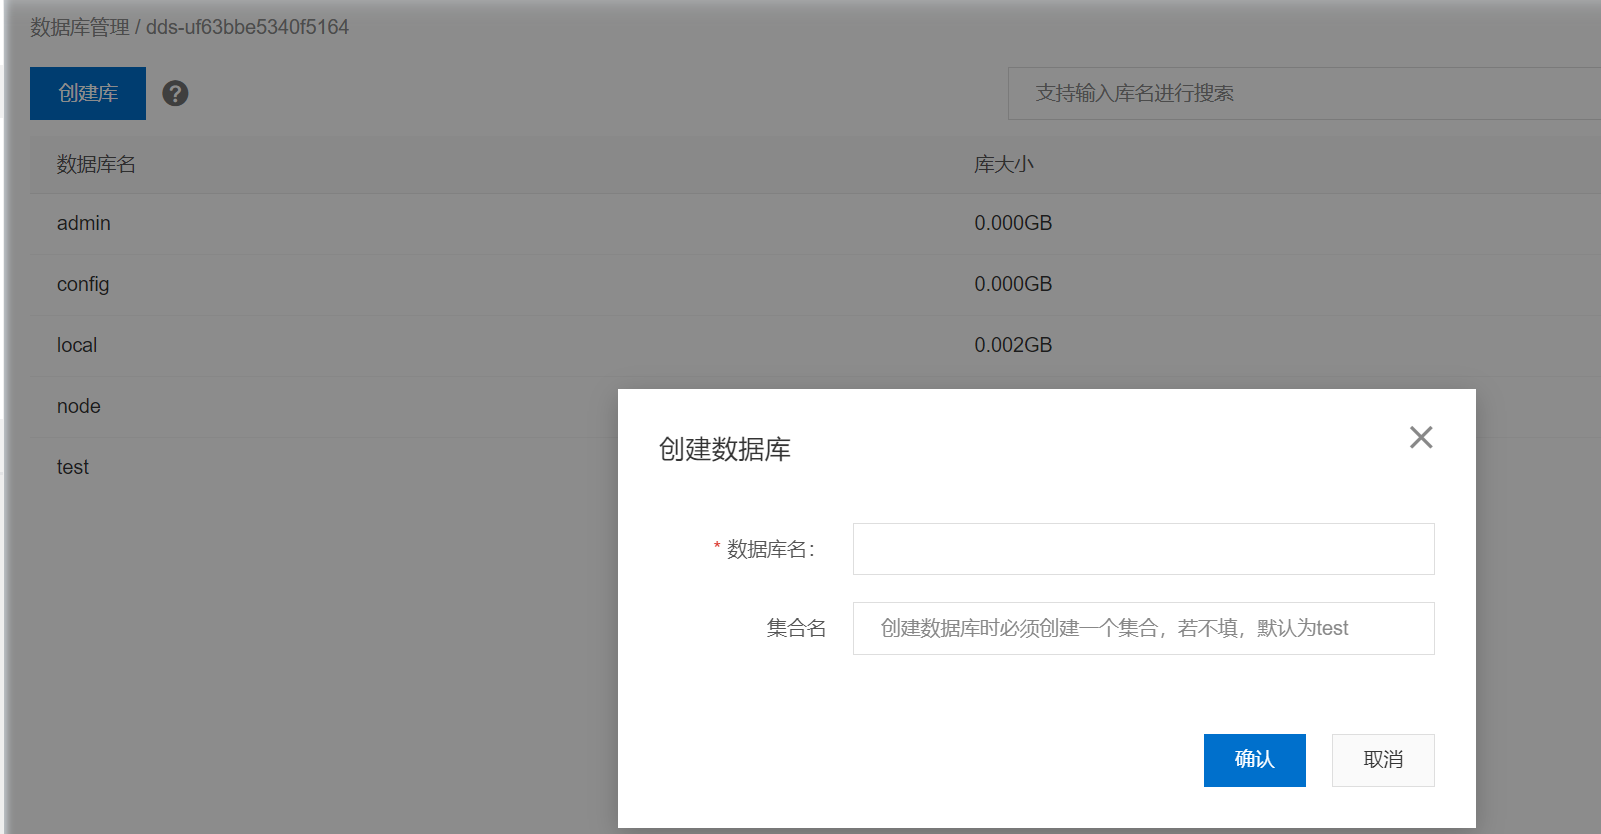 数据库管理 / dds-uf63bbe5340f5164
创建库 ?
支持输入库名进行搜索
数据库名 库大小
admin 0.000GB
config 0.000GB
local 0.002GB
node
test
创建数据库
* 数据库名：
集合名 创建数据库时必须创建一个集合，若不填，默认为test
确认 取消